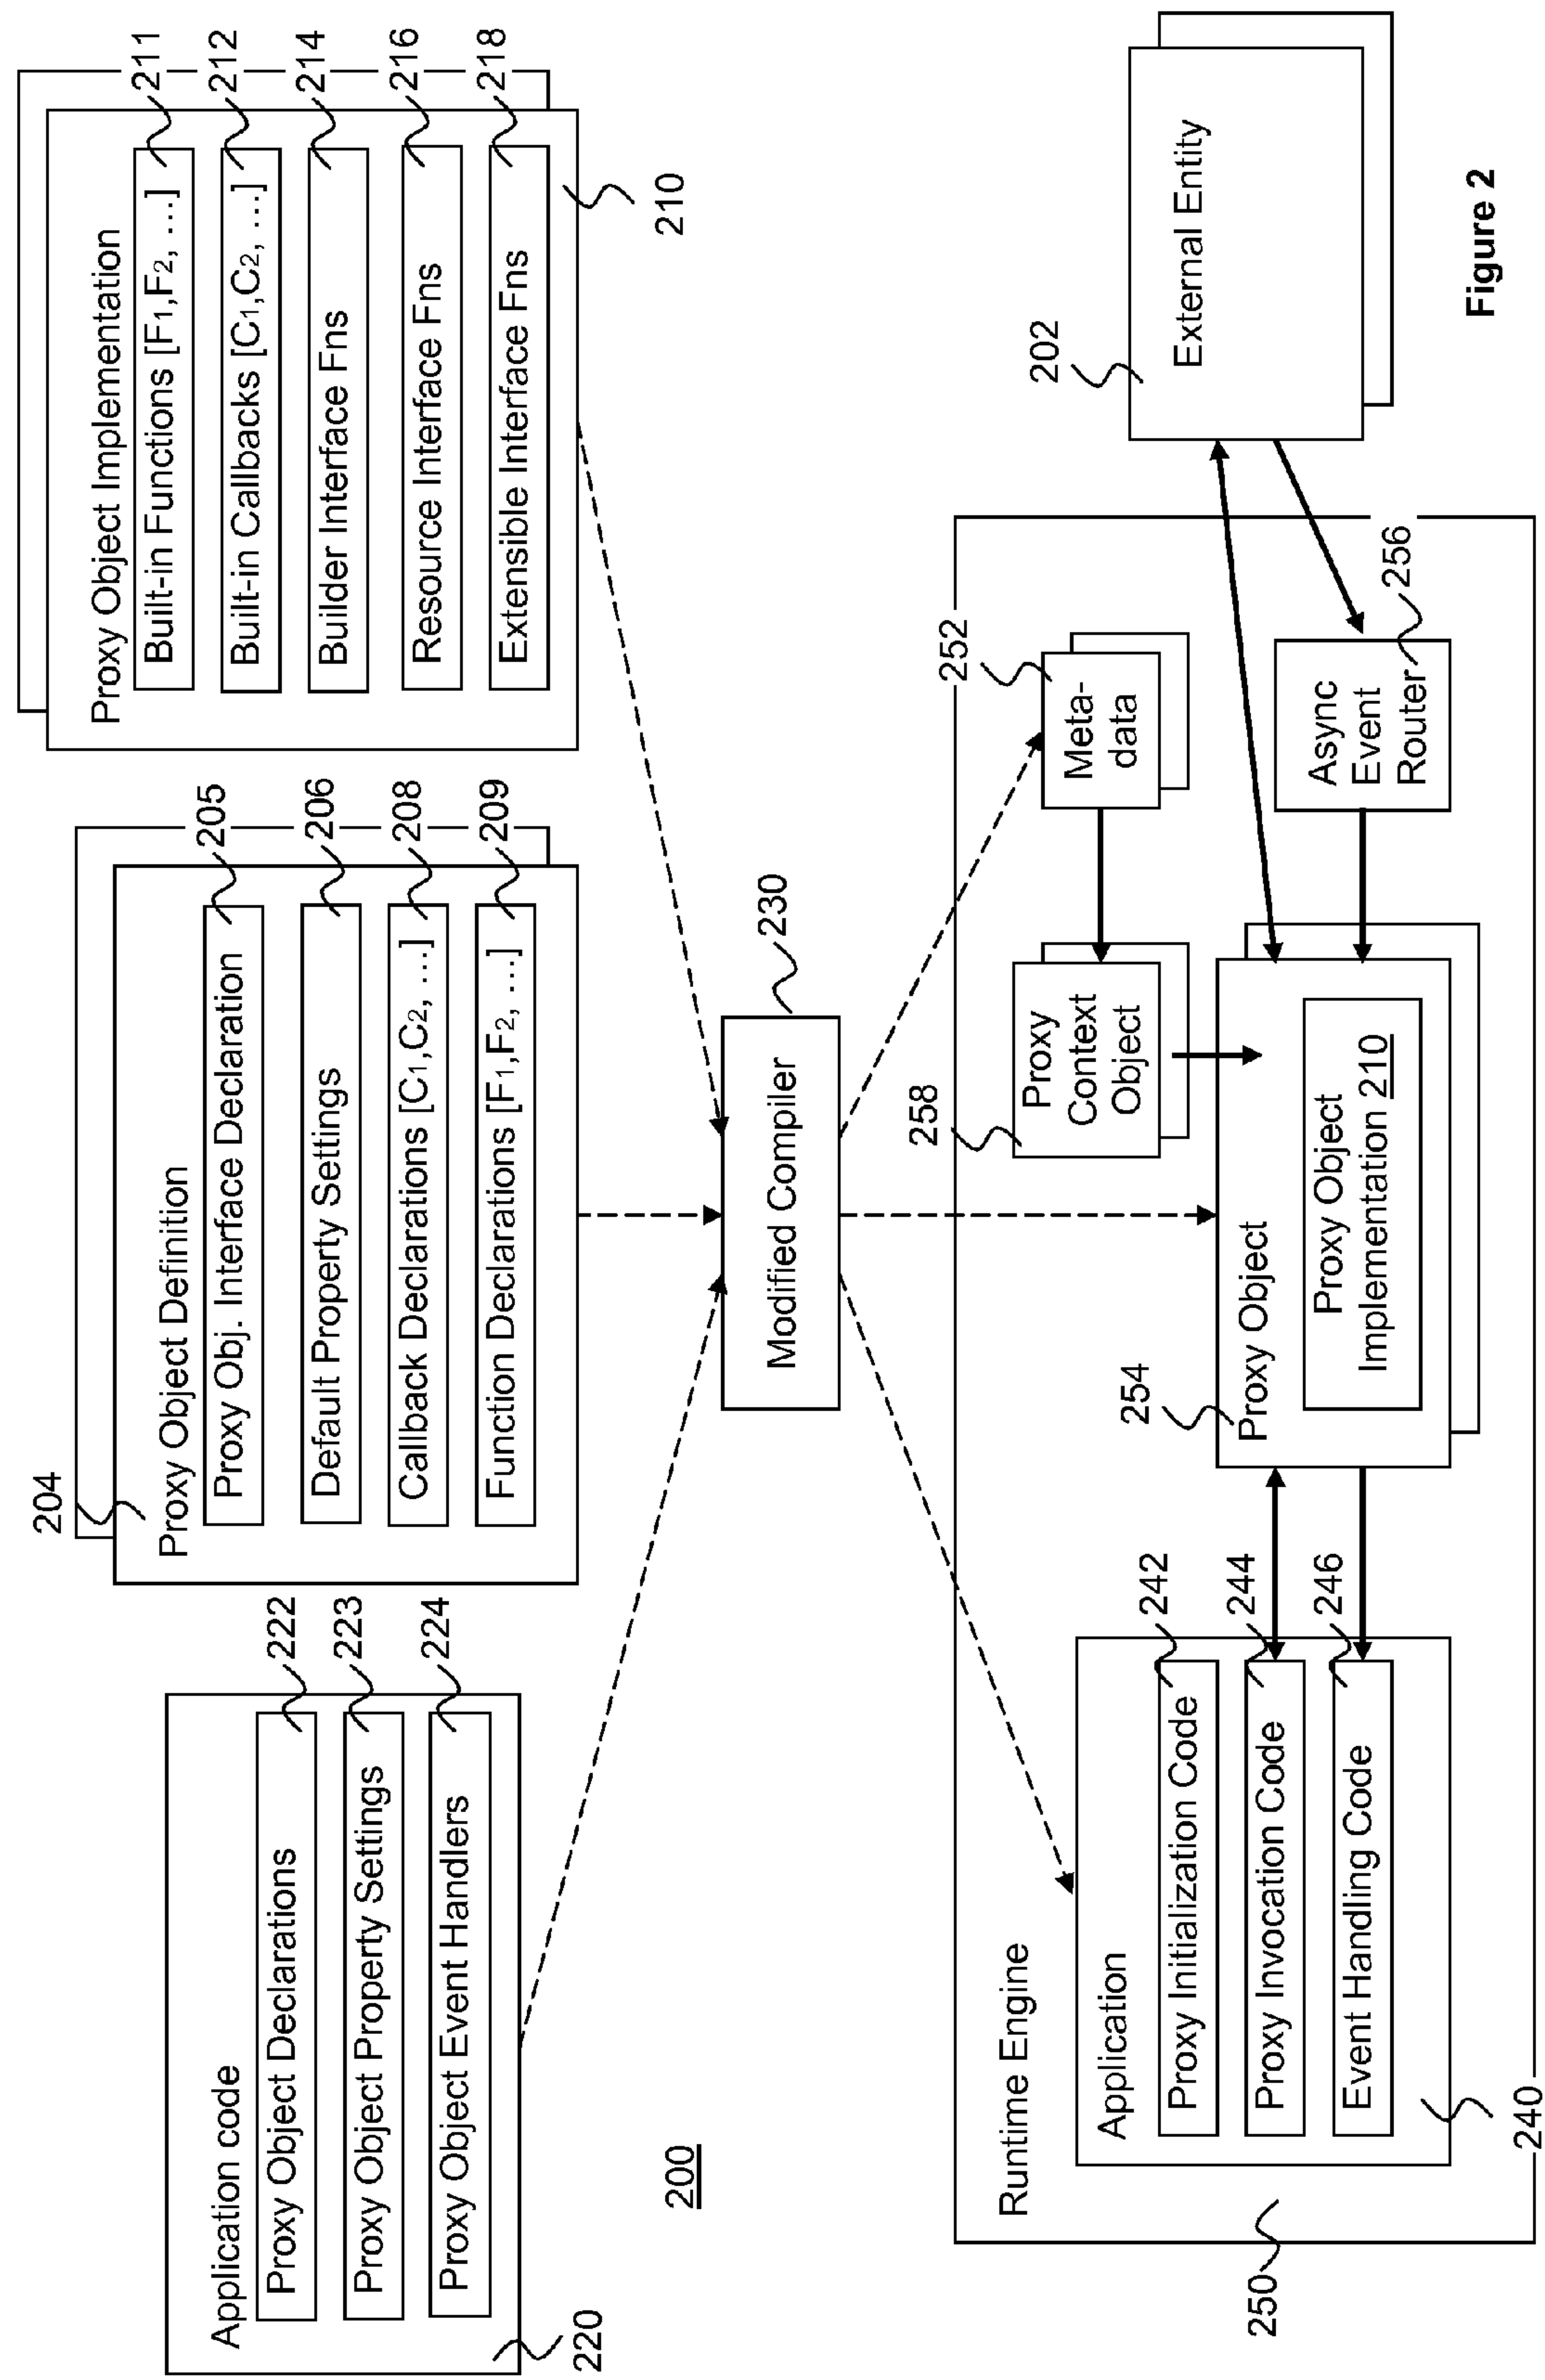 Application code
Proxy Object Declarations
222
Proxy Object Property Settings
223
Proxy Object Event Handlers
224
220
204
Proxy Object Definition
Proxy Obj. Interface Declaration
205
Default Property Settings
206
Callback Declarations [C1,C2, ...]
208
Function Declarations [F1,F2, ...]
209
Proxy Object Implementation
Built-in Functions [F1,F2, ...]
211
Built-in Callbacks [C1,C2, ...]
212
Builder Interface Fns
214
Resource Interface Fns
216
Extensible Interface Fns
218
210
200
Modified Compiler
230
Runtime Engine
250
Application
Proxy Initialization Code
242
Proxy Invocation Code
244
Event Handling Code
246
240
258
Proxy
Context
Object
252
Meta-
data
254
Proxy Object
Proxy Object
Implementation 210
Async
Event
Router
256
202
External Entity
Figure 2